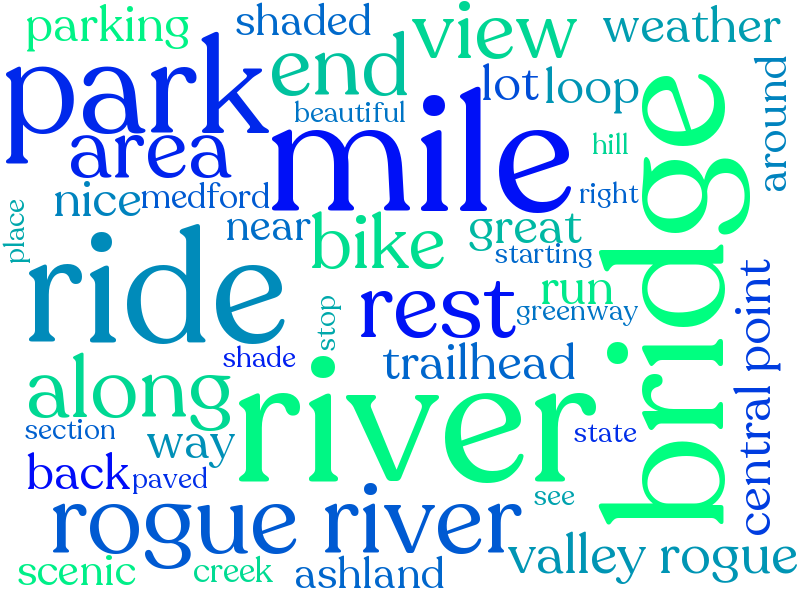 parking
shaded
view
weather
park
end
lot
loop
around
beautiful
mile
area
hill
bridge
nice
medford
right
place
near
bike
great
ride
starting
run
stop
rest
greenway
central point
shade
trailhead
along
river
section
way
state
back
paved
see
rogue river
valley rogue
scenic
creek
ashland